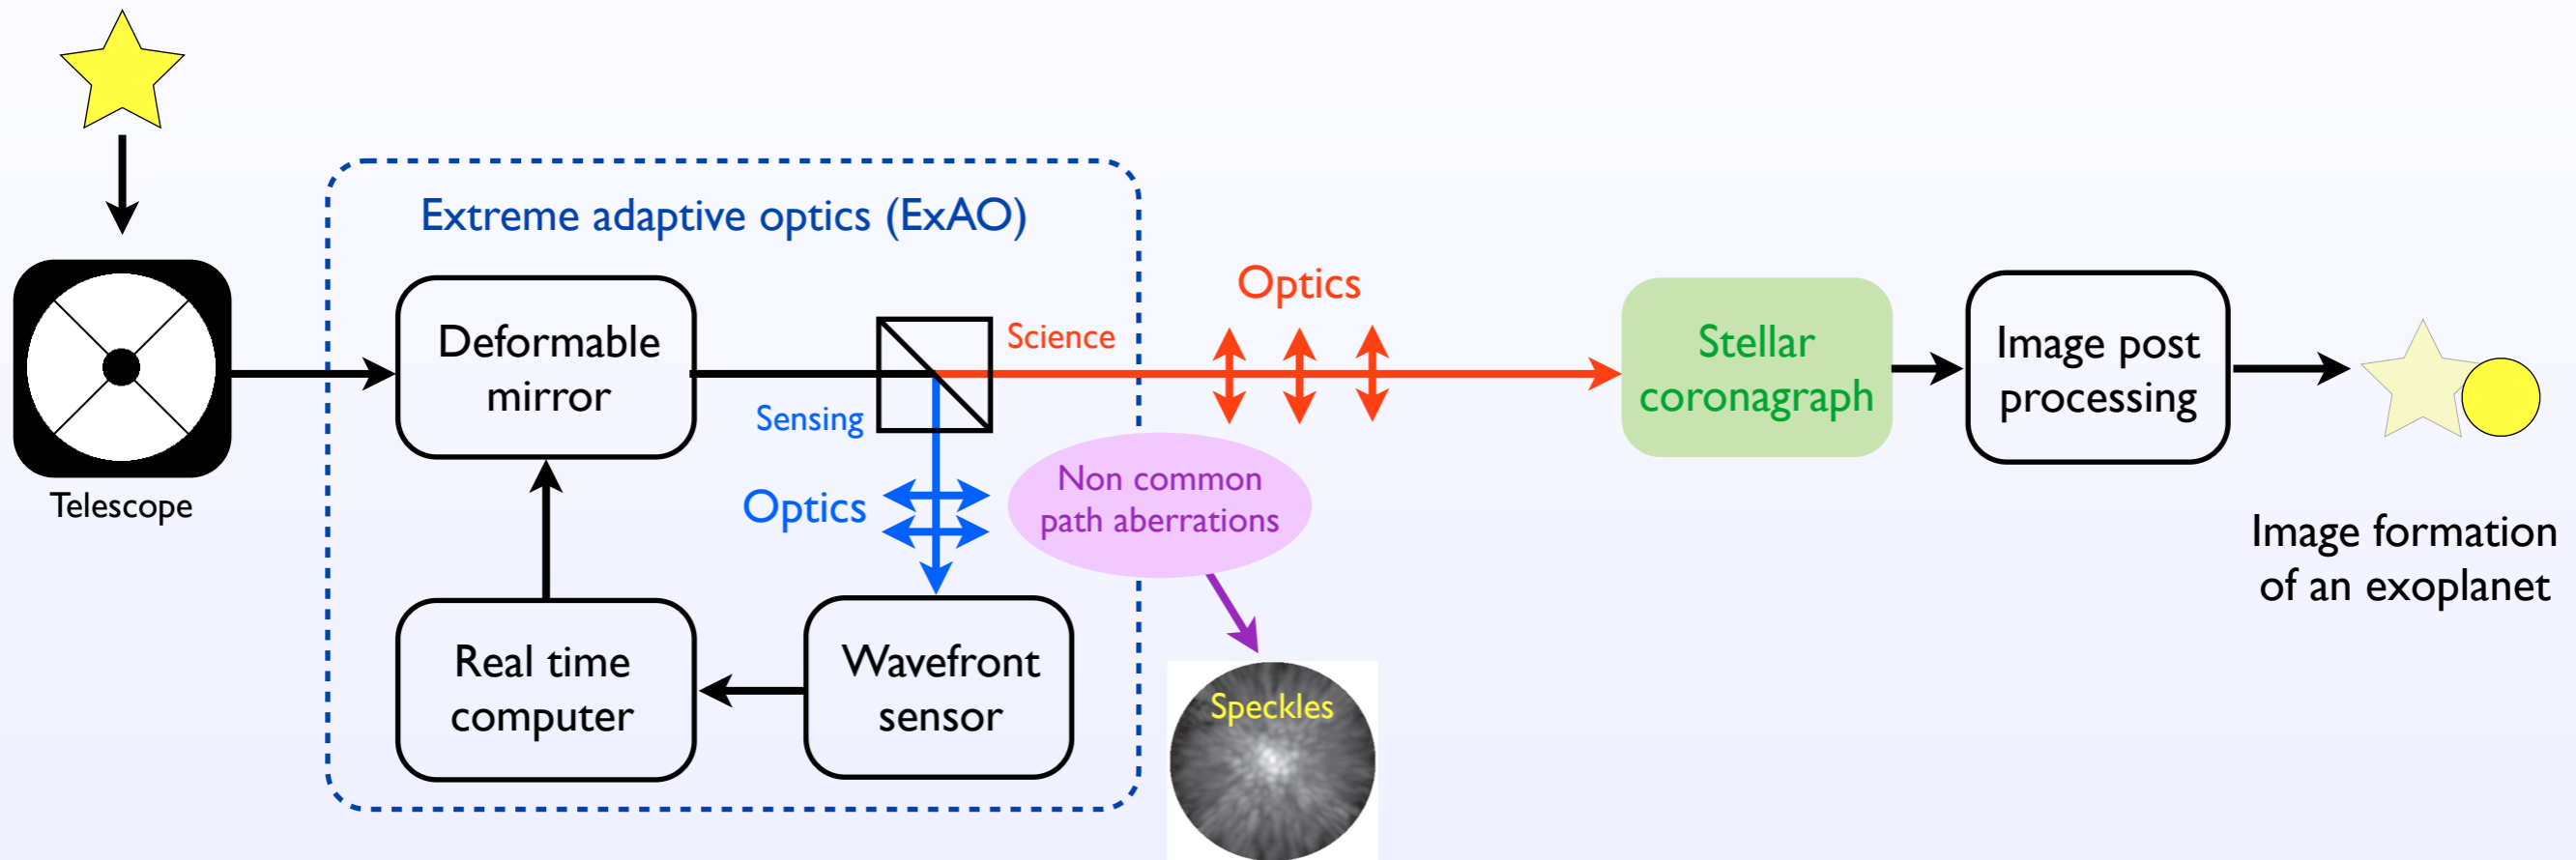 Extreme adaptive optics (ExAO)
Telescope
Deformable
mirror
Sensing
Science
Optics
Optics
Non common
path aberrations
Real time
computer
Wavefront
sensor
Speckles
Stellar
coronagraph
Image post
processing
Image formation
of an exoplanet